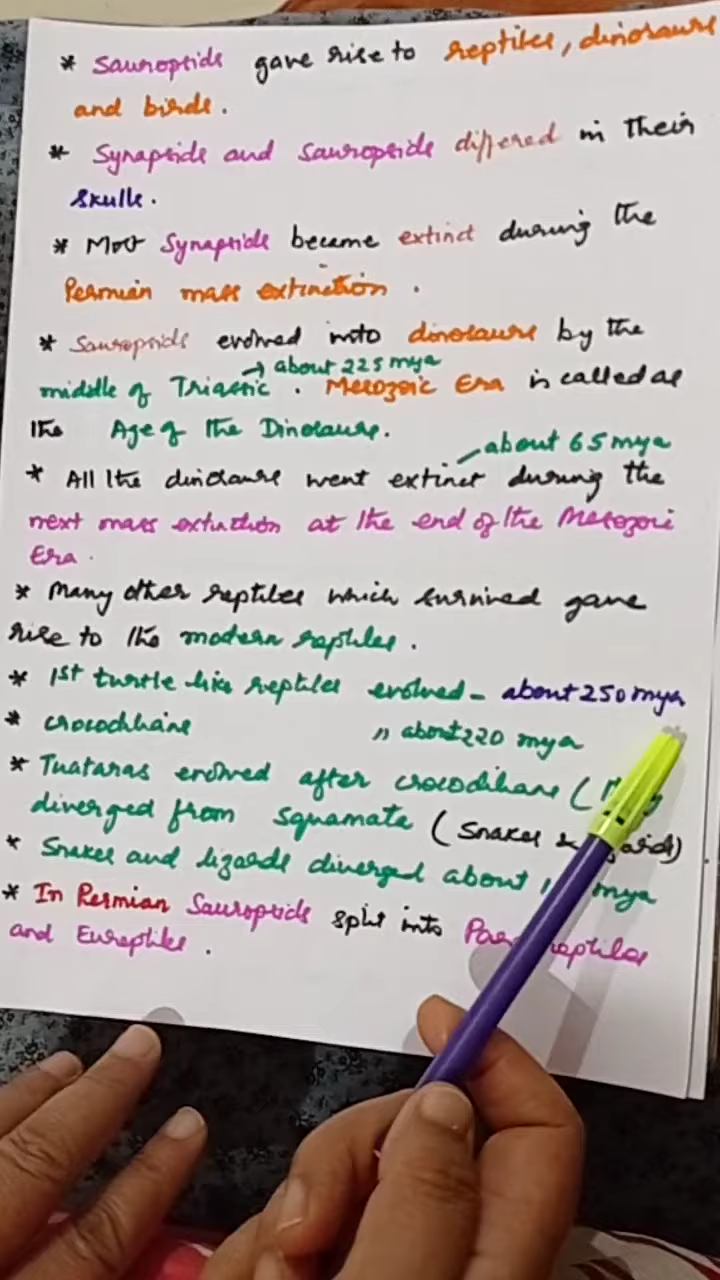 * Sauropsids gave rise to reptiles, dinosaurs
and birds.
* Synapsids and Sauropsids differed in their
skulls.
* Most Synapsids became extinct during the
Permian mass extinction.
* Sauropsids evolved into dinosaurs by the
→ about 225 mya
middle of Triassic. Mesozoic Era is called as
the Age of the Dinosaurs.
about 65 mya
* All the dinosaurs went extinct during the
next mass extinction at the end of the Mesozoic
Era.
* Many other reptiles which survived gave
rise to the modern reptiles.
* 1st turtle like reptiles evolved - about 250 mya
* crocodilians " about 220 mya
* Tuataras evolved after crocodilians (
diverged from Squamata (snakes &
* Snakes and lizards diverged about mya
* In Permian Sauropsids split into
and Eureptiles.